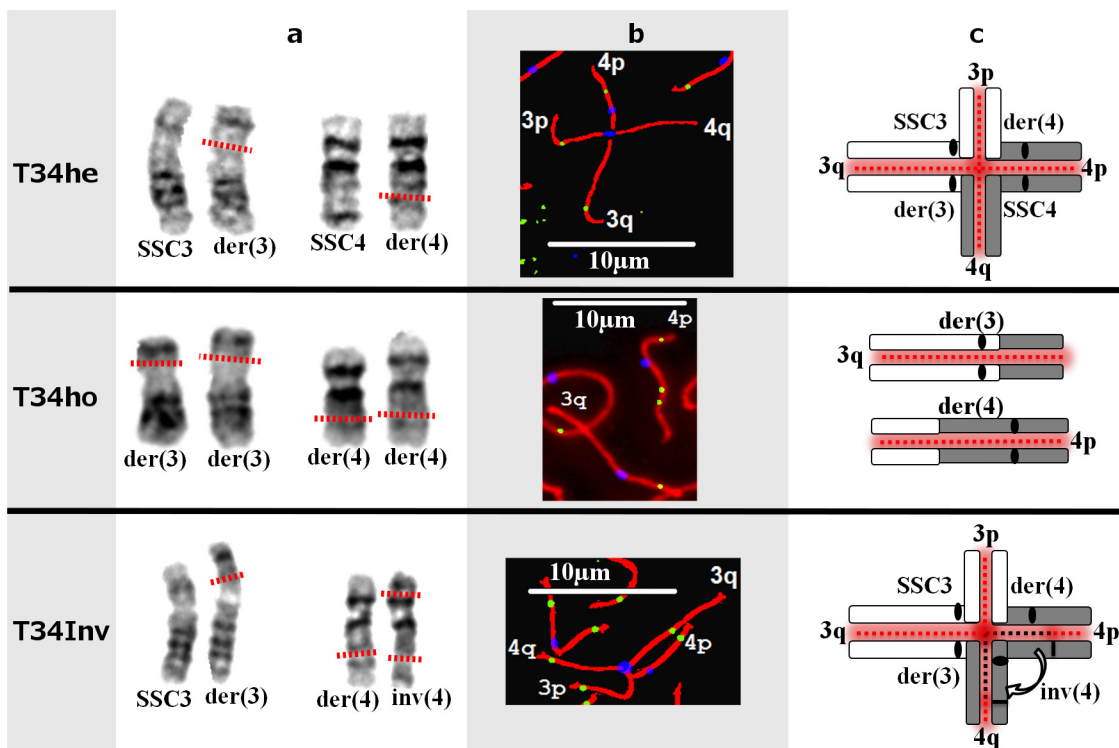 a
b
c
T34he
SSC3
der(3)
SSC4
der(4)
4p
3p
4q
3q
10µm
3p
SSC3
der(4)
3q
4p
der(3)
SSC4
4q
T34ho
der(3)
der(3)
der(4)
der(4)
10µm
4p
3q
der(3)
3q
der(4)
4p
T34Inv
SSC3
der(3)
der(4)
inv(4)
10µm
3q
4q
4p
3p
3p
SSC3
der(4)
3q
4p
der(3)
inv(4)
4q